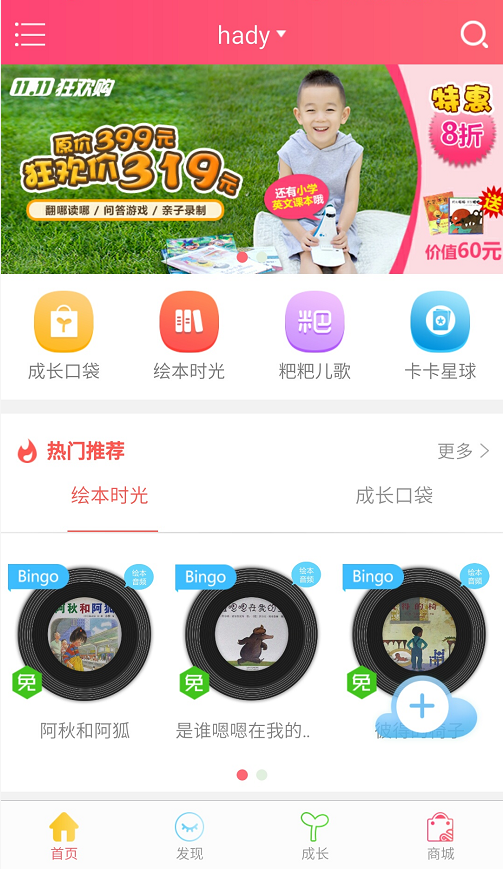 hady
11.11 狂欢购
原价399元
狂欢价319元
翻哪读哪 / 问答游戏 / 亲子录制
还有小学
英文课本哦
特惠
8折
送
价值60元
成长口袋
绘本时光
粑
粑粑儿歌
卡卡星球
热门推荐
更多
绘本时光
成长口袋
Bingo
绘本
音频
阿秋和阿狐
免
阿秋和阿狐
Bingo
绘本
音频
嗯嗯在我的
免
是谁嗯嗯在我的..
Bingo
绘本
音频
的椅
免
彼得的椅子
首页
发现
成长
商城